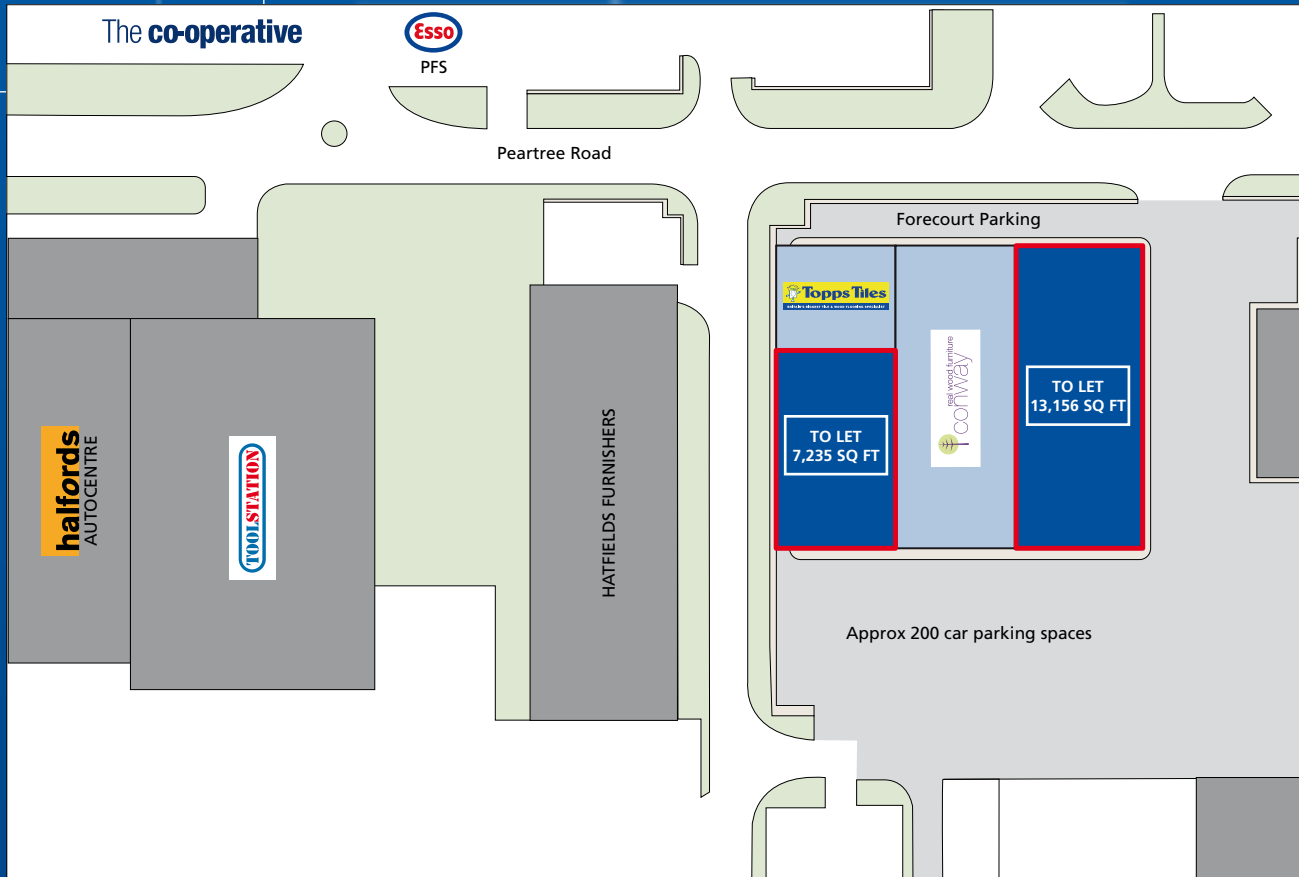 The co-operative
Esso
PFS
Peartree Road
Forecourt Parking
Topps Tiles
real wood furniture
conway
TO LET
13,156 SQ FT
TO LET
7,235 SQ FT
halfords
AUTOCENTRE
TOOLSTATION
HATFIELDS FURNISHERS
Approx 200 car parking spaces